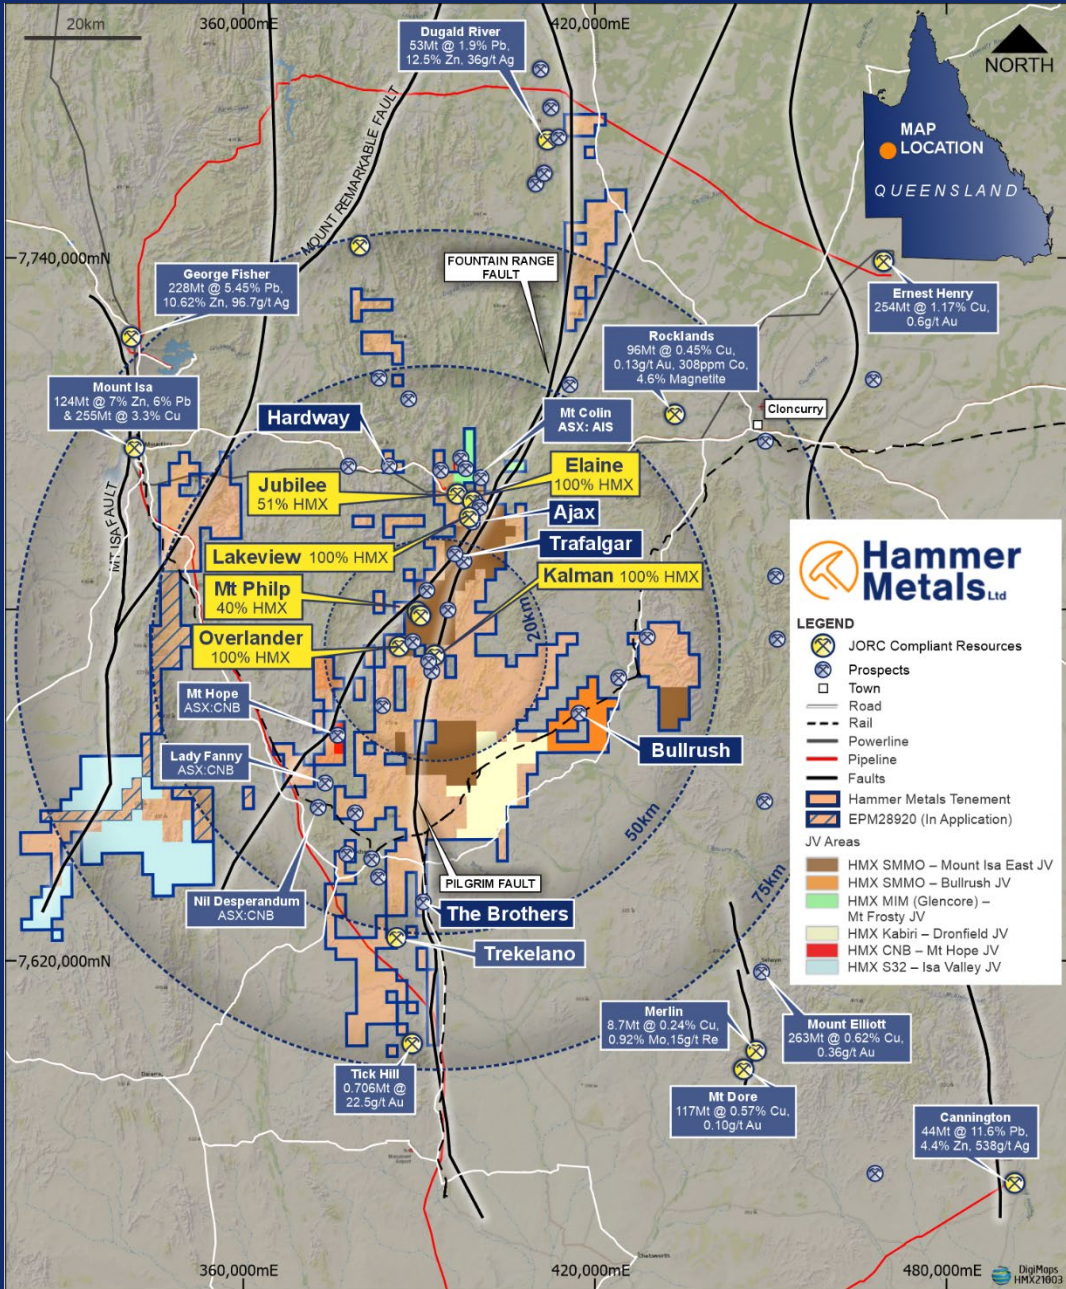 20km
360,000mE
420,000mE
Dugald River
53Mt @ 1.9% Pb,
12.5% Zn, 36g/t Ag
NORTH
MAP
LOCATION
QUEENSLAND
MOUNT REMARKABLE FAULT
7,740,000mN
FOUNTAIN RANGE
FAULT
George Fisher
228Mt @ 5.45% Pb,
10.62% Zn, 96.7g/t Ag
Ernest Henry
254Mt @ 1.17% Cu,
0.6g/t Au
Rocklands
96Mt @ 0.45% Cu,
0.13g/t Au, 308ppm Co,
4.6% Magnetite
Mount Isa
124Mt @ 7% Zn, 6% Pb
& 255Mt @ 3.3% Cu
Cloncurry
Hardway
Mt Colin
ASX: AIS
Jubilee
51% HMX
Elaine
100% HMX
Ajax
MT ISA FAULT
Lakeview 100% HMX
Trafalgar
Mt Philp
40% HMX
Kalman 100% HMX
20km
Overlander
100% HMX
Hammer
Metals Ltd
LEGEND
JORC Compliant Resources
Prospects
Town
Road
Rail
Powerline
Pipeline
Faults
Hammer Metals Tenement
EPM28920 (In Application)
JV Areas
HMX SMMO – Mount Isa East JV
HMX SMMO – Bullrush JV
HMX MIM (Glencore) –
Mt Frosty JV
HMX Kabiri – Dronfield JV
HMX CNB – Mt Hope JV
HMX S32 – Isa Valley JV
Mt Hope
ASX:CNB
Bullrush
Lady Fanny
ASX:CNB
50km
75km
PILGRIM FAULT
Nil Desperandum
ASX:CNB
The Brothers
Trekelano
7,620,000mN
Selwyn
Merlin
8.7Mt @ 0.24% Cu,
0.92% Mo,15g/t Re
Mount Elliott
263Mt @ 0.62% Cu,
0.36g/t Au
Tick Hill
0.706Mt @
22.5g/t Au
Mt Dore
117Mt @ 0.57% Cu,
0.10g/t Au
Cannington
44Mt @ 11.6% Pb,
4.4% Zn, 538g/t Ag
Chatsworth
360,000mE
420,000mE
480,000mE
DigiMaps
HMX21003